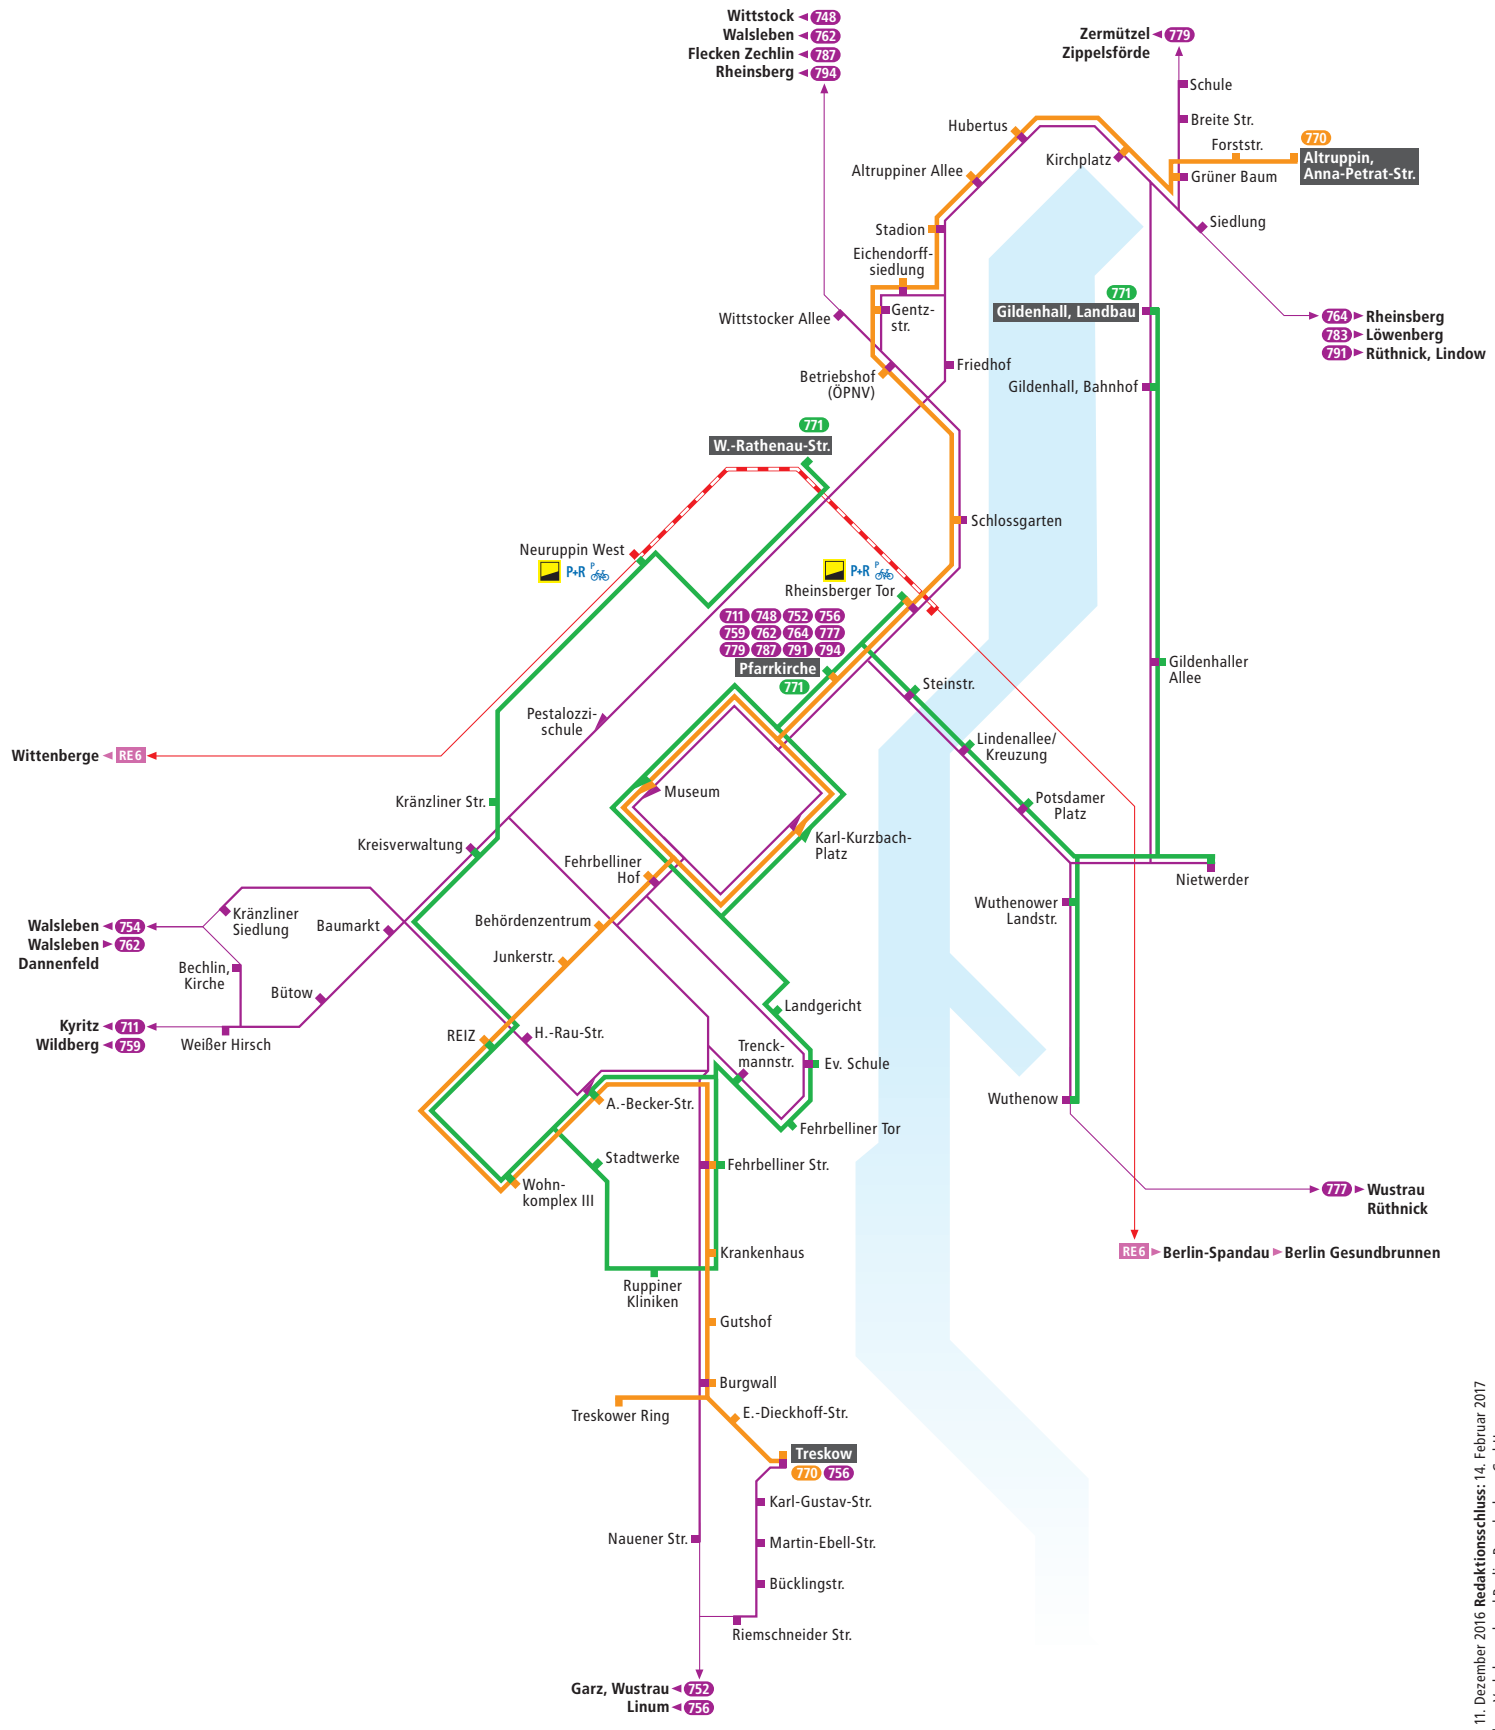 Wittstock 748
Walsleben 762
Flecken Zechlin 787
Rheinsberg 794
Zermützel 779
Zippelsförde
Schule
Breite Str.
Hubertus
Forststr.
770
Altruppin,
Anna-Petrat-Str.
Kirchplatz
Altruppiner Allee
Grüner Baum
Siedlung
Stadion
Eichendorff-
siedlung
771
Gildenhall, Landbau
Gentz-
str.
Wittstocker Allee
764 Rheinsberg
783 Löwenberg
791 Rüthnick, Lindow
Friedhof
Betriebshof
(ÖPNV)
Gildenhall, Bahnhof
771
W.-Rathenau-Str.
Schlossgarten
Neuruppin West
P+R P
P+R P
Rheinsberger Tor
711 748 752 756
759 762 764 777
779 787 791 794
Pfarrkirche
771
Gildenhaller
Allee
Steinstr.
Pestalozzi-
schule
Lindenallee/
Kreuzung
Wittenberge RE6
Museum
Kränzliner Str.
Potsdamer
Platz
Karl-Kurzbach-
Platz
Kreisverwaltung
Fehrbelliner
Hof
Nietwerder
Wuthenower
Landstr.
Kränzliner
Siedlung
Baumarkt
Behördenzentrum
Walsleben 754
Walsleben 762
Dannenfeld
Junkerstr.
Bechlin,
Kirche
Bütow
Landgericht
Kyritz 711
Wildberg 759
Weißer Hirsch
REIZ
H.-Rau-Str.
Trenck-
mannstr.
Ev. Schule
A.-Becker-Str.
Wuthenow
Fehrbelliner Tor
Stadtwerke
Fehrbelliner Str.
Wohn-
komplex III
777 Wustrau
Rüthnick
Krankenhaus
RE6 Berlin-Spandau Berlin Gesundbrunnen
Ruppiner
Kliniken
Gutshof
Burgwall
Treskower Ring
E.-Dieckhoff-Str.
Treskow
770 756
Karl-Gustav-Str.
Nauener Str.
Martin-Ebell-Str.
Bücklingstr.
Riemschneider Str.
Garz, Wustrau 752
Linum 756
11. Dezember 2016 Redaktionsschluss: 14. Februar 2017